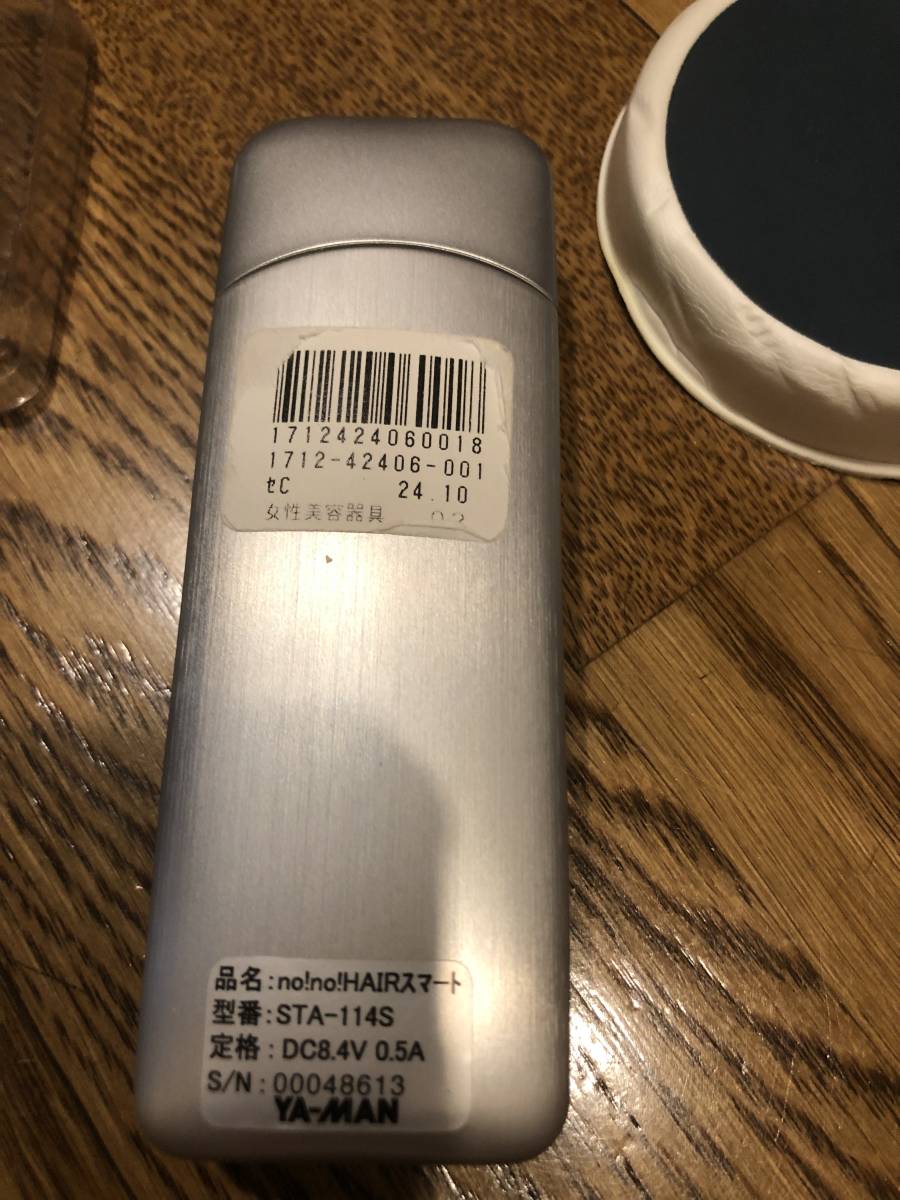 1712424060018
1712-42406-001
ｾC 24.10
女性美容器具
品名:no!no!HAIRスマート
型番:STA-114S
定格:DC8.4V 0.5A
S/N:00048613
YA-MAN